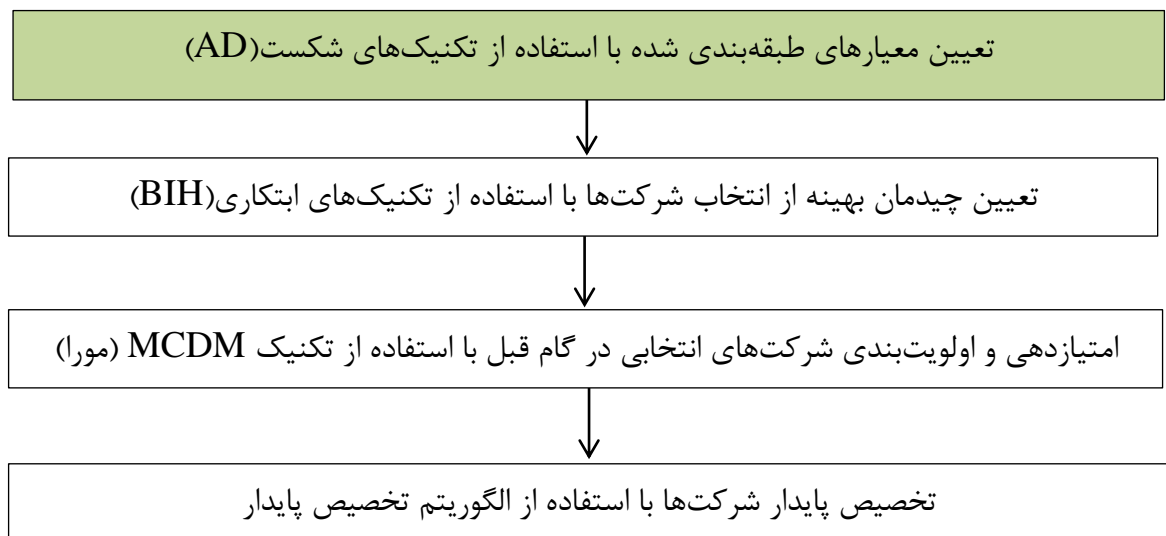 تعیین معیارهای طبقه‌بندی شده با استفاده از تکنیک‌های شکست(AD)
تعیین چیدمان بهینه از انتخاب شرکت‌ها با استفاده از تکنیک‌های ابتکاری(BIH)
امتیازدهی و اولویت‌بندی شرکت‌های انتخابی در گام قبل با استفاده از تکنیک MCDM (مورا)
تخصیص پایدار شرکت‌ها با استفاده از الگوریتم تخصیص پایدار